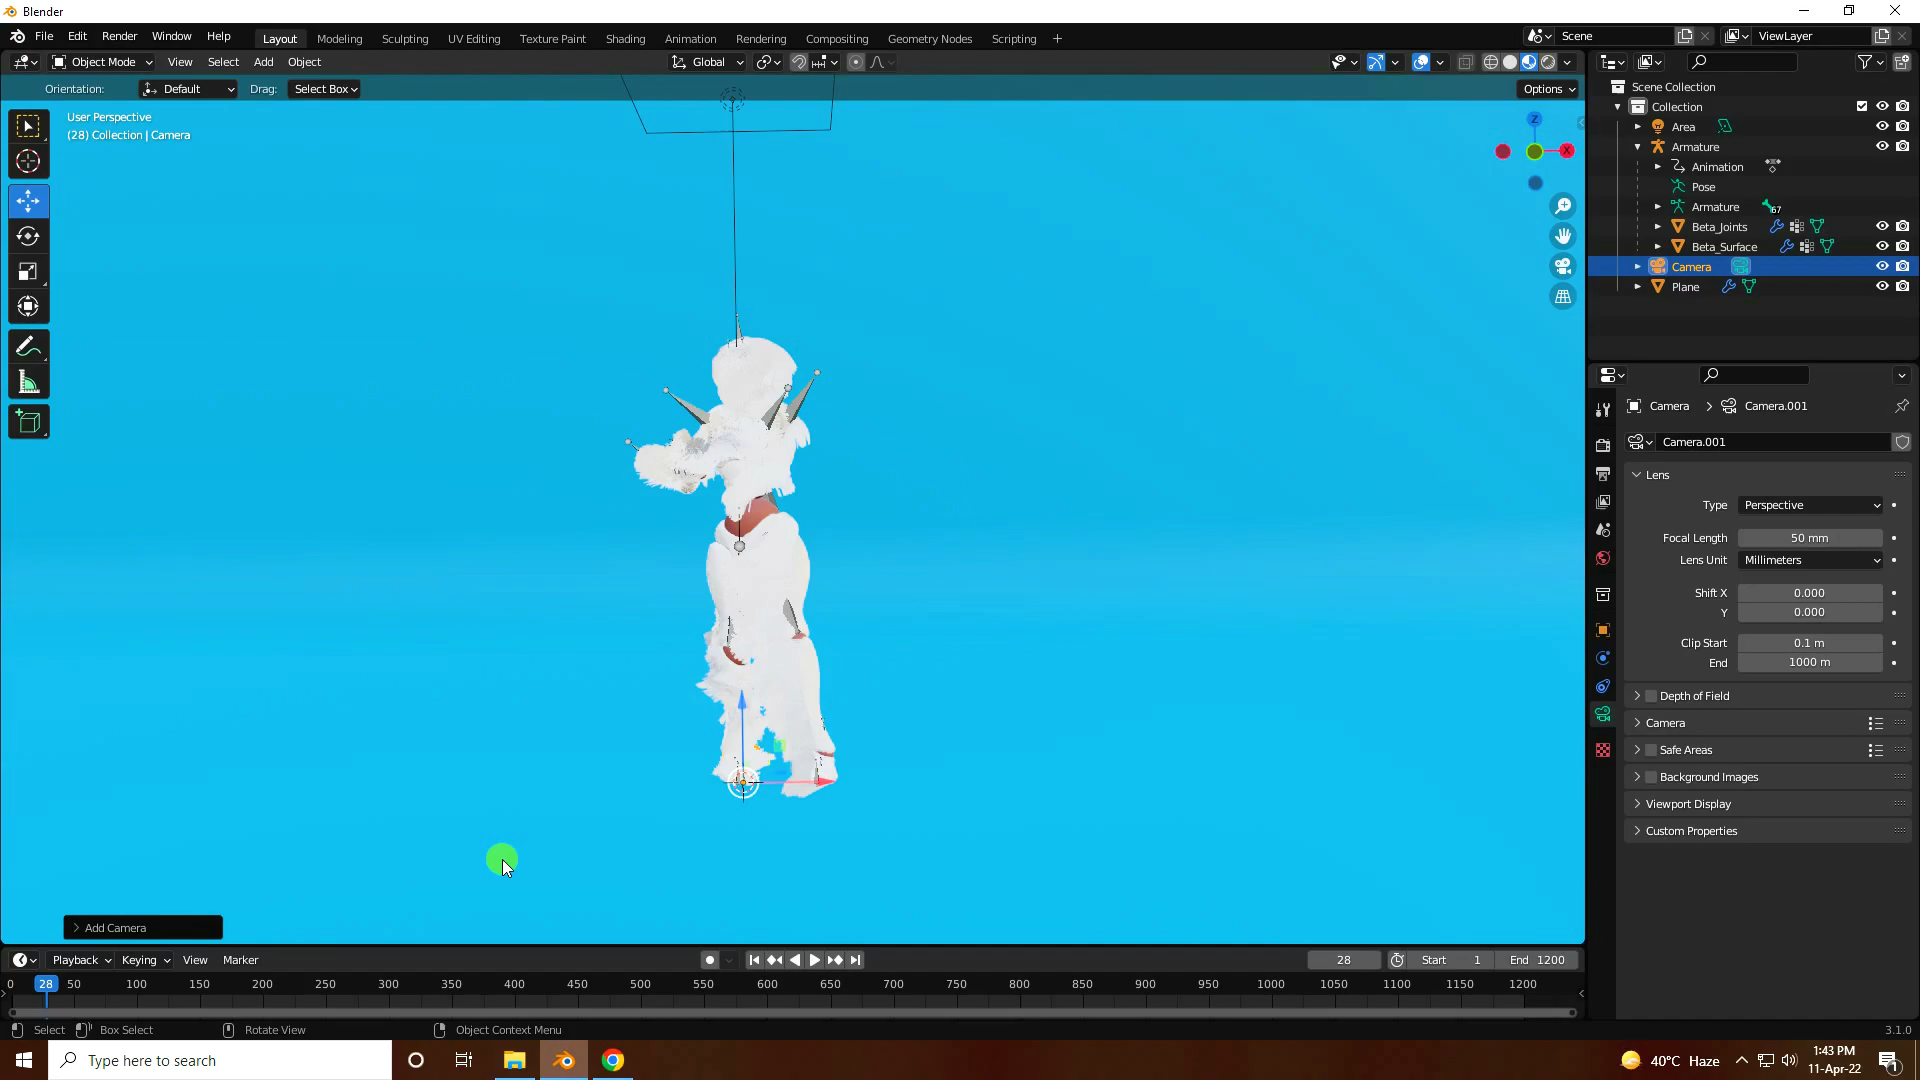 Blender
File Edit Render Window Help
Layout Modeling Sculpting UV Editing Texture Paint Shading Animation Rendering Compositing Geometry Nodes Scripting +
Scene
ViewLayer
Object Mode View Select Add Object
Global
Orientation: Default Drag: Select Box
Options
User Perspective
(28) Collection | Camera
Z
X
Scene Collection
Collection
Area
Armature
Animation
Pose
Armature 67
Beta_Joints
Beta_Surface
Camera
Plane
Camera > Camera.001
Camera.001
Lens
Type Perspective
Focal Length 50 mm
Lens Unit Millimeters
Shift X 0.000
Y 0.000
Clip Start 0.1 m
End 1000 m
Depth of Field
Camera
Safe Areas
Background Images
Viewport Display
Custom Properties
> Add Camera
Playback Keying View Marker
28
Start 1
End 1200
0 28 50 100 150 200 250 300 350 400 450 500 550 600 650 700 750 800 850 900 950 1000 1050 1100 1150 1200
Select Box Select Rotate View Object Context Menu
3.1.0
Type here to search
40°C Haze
1:43 PM
11-Apr-22
1